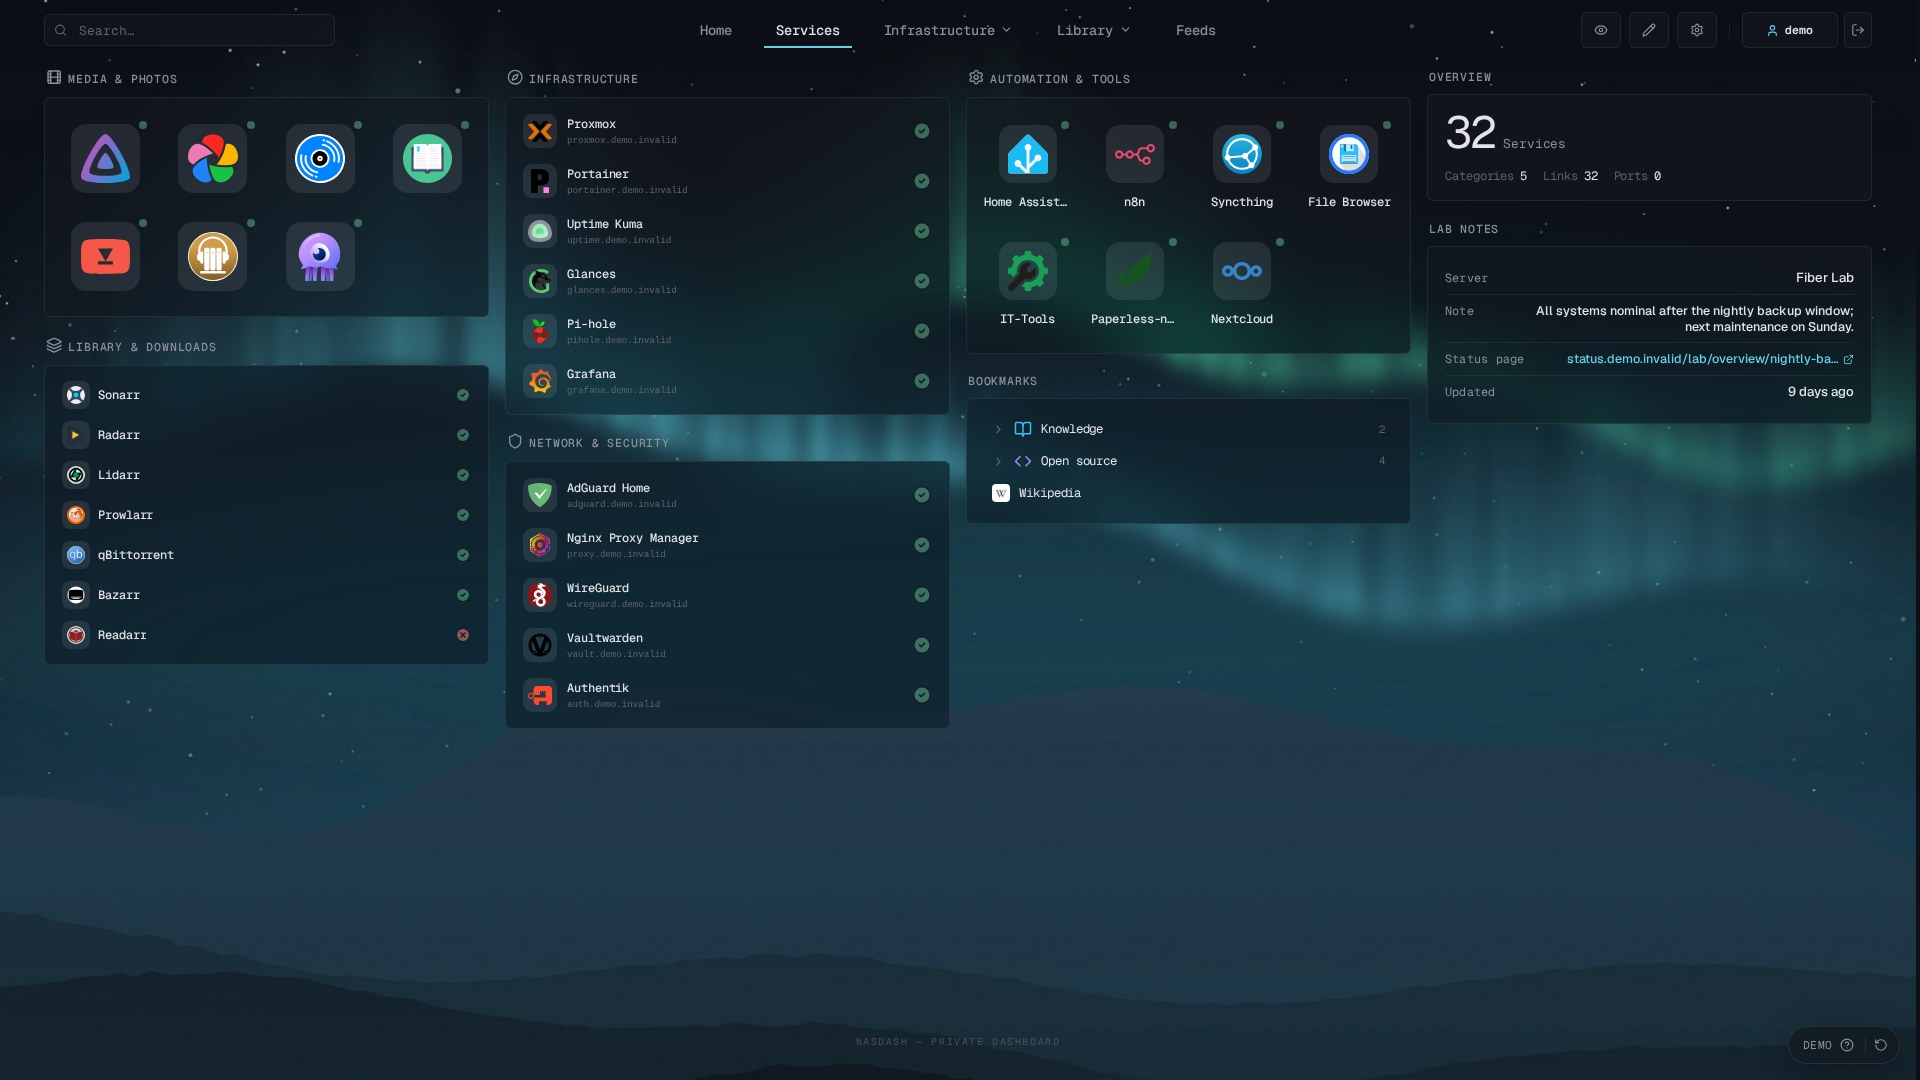 Search…
Home
Services
Infrastructure
Library
Feeds
demo
MEDIA & PHOTOS
LIBRARY & DOWNLOADS
Sonarr
Radarr
Lidarr
Prowlarr
qb
qBittorrent
Bazarr
Readarr
INFRASTRUCTURE
Proxmox
proxmox.demo.invalid
Portainer
portainer.demo.invalid
Uptime Kuma
uptime.demo.invalid
Glances
glances.demo.invalid
Pi-hole
pihole.demo.invalid
Grafana
grafana.demo.invalid
NETWORK & SECURITY
AdGuard Home
adguard.demo.invalid
Nginx Proxy Manager
proxy.demo.invalid
WireGuard
wireguard.demo.invalid
Vaultwarden
vault.demo.invalid
Authentik
auth.demo.invalid
AUTOMATION & TOOLS
Home Assist…
n8n
Syncthing
File Browser
IT-Tools
Paperless-n…
Nextcloud
BOOKMARKS
Knowledge 2
Open source 4
W Wikipedia
OVERVIEW
32 Services
Categories 5 Links 32 Ports 0
LAB NOTES
Server Fiber Lab
Note All systems nominal after the nightly backup window;
next maintenance on Sunday.
Status page status.demo.invalid/lab/overview/nightly-ba…
Updated 9 days ago
NASDASH — PRIVATE DASHBOARD
DEMO